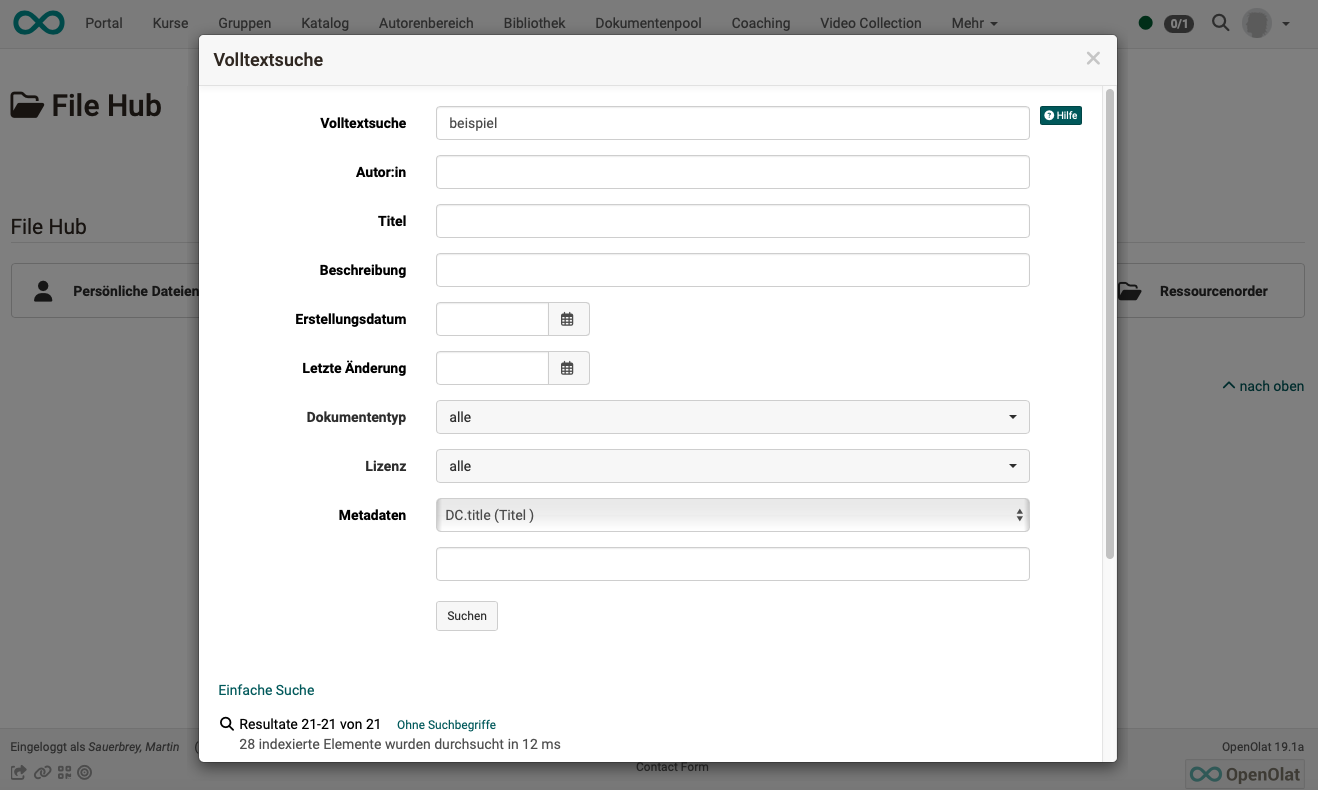 Portal Kurse Gruppen Katalog Autorenbereich Bibliothek Dokumentenpool Coaching Video Collection Mehr 0/1
Volltextsuche ×
File Hub
Volltextsuche beispiel Hilfe
Autor:in
Titel
File Hub
Beschreibung
Persönliche Dateien Ressourcenorder
Erstellungsdatum
Letzte Änderung
nach oben
Dokumententyp alle
Lizenz alle
Metadaten DC.title (Titel )
Suchen
Einfache Suche
Resultate 21-21 von 21 Ohne Suchbegriffe
28 indexierte Elemente wurden durchsucht in 12 ms
Eingeloggt als Sauerbrey, Martin (
OpenOlat 19.1a
Contact Form
OpenOlat